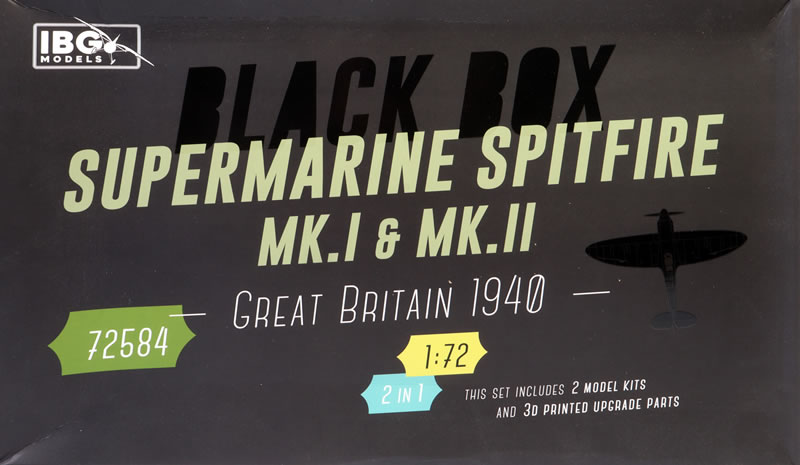 IBG
MODELS
BLACK BOX
SUPERMARINE SPITFIRE
MK.I & MK.II
GREAT BRITAIN 1940
72584
1:72
2 IN 1
THIS SET INCLUDES 2 MODEL KITS
AND 3D PRINTED UPGRADE PARTS